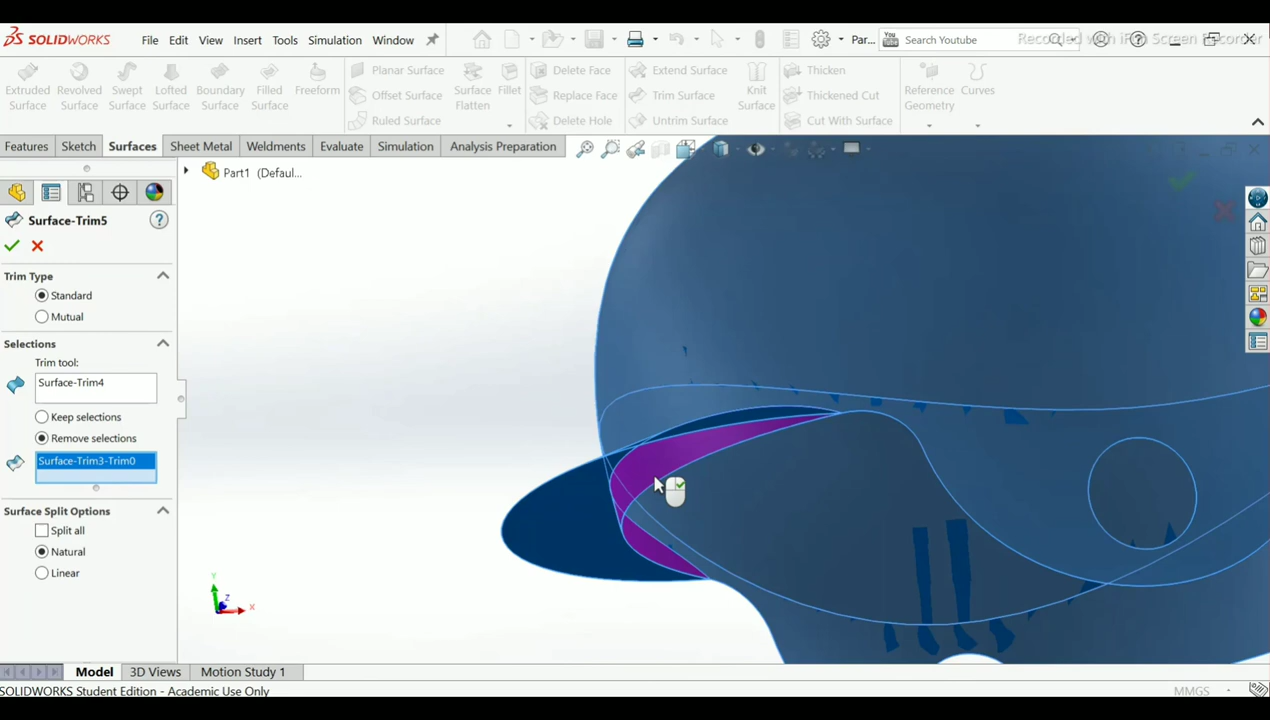 SOLIDWORKS File Edit View Insert Tools Simulation Window Par... Search Youtube Recorded with iFun Screen Recorder
Extruded Surface Revolved Surface Swept Surface Lofted Surface Boundary Surface Filled Surface Freeform
Planar Surface
Offset Surface
Ruled Surface
Surface Flatten Fillet
Delete Face
Replace Face
Delete Hole
Extend Surface
Trim Surface
Untrim Surface
Knit Surface
Thicken
Thickened Cut
Cut With Surface
Reference Geometry Curves
Features Sketch Surfaces Sheet Metal Weldments Evaluate Simulation Analysis Preparation
Part1 (Defaul...
Surface-Trim5
Trim Type
Standard
Mutual
Selections
Trim tool:
Surface-Trim4
Keep selections
Remove selections
Surface-Trim3-Trim0
Surface Split Options
Split all
Natural
Linear
Y
Z
X
Model 3D Views Motion Study 1
SOLIDWORKS Student Edition - Academic Use Only MMGS